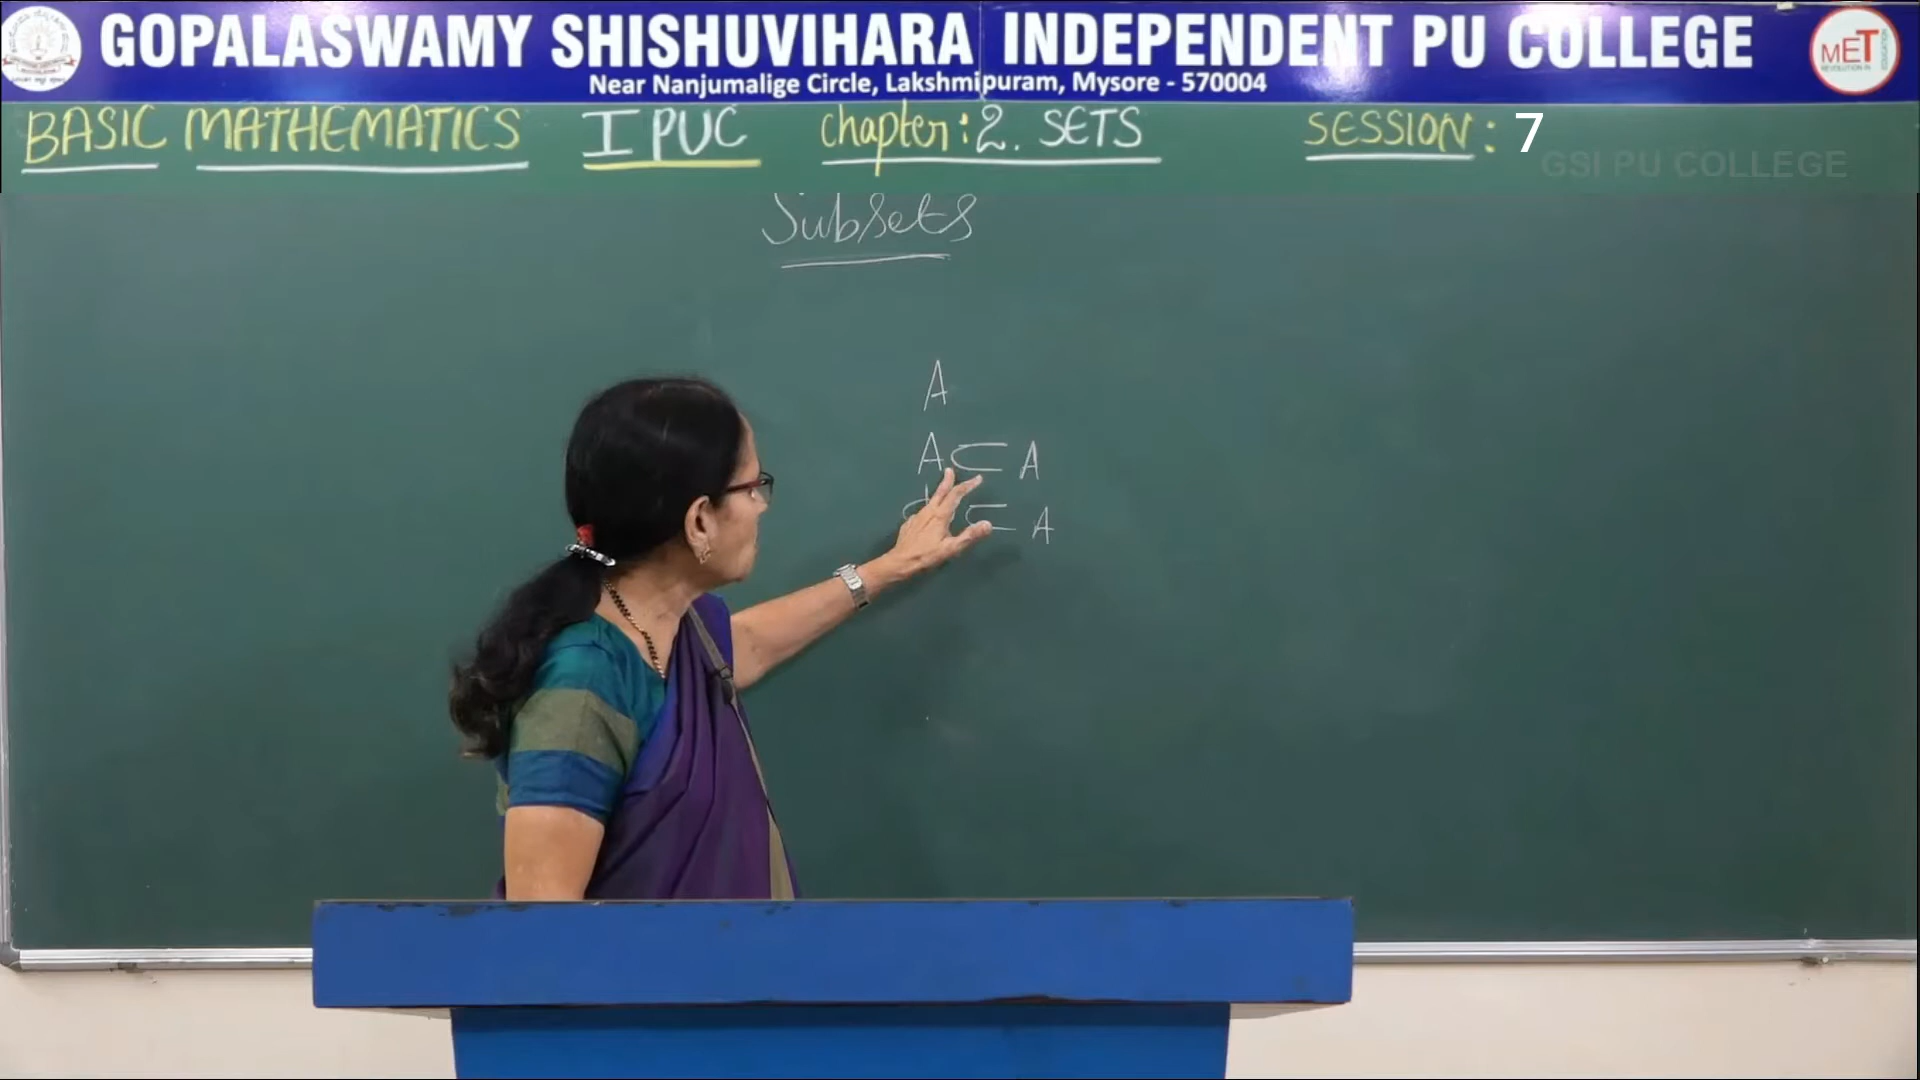 GOPALASWAMY SHISHUVIHARA INDEPENDENT PU COLLEGE
Near Nanjumalige Circle, Lakshmipuram, Mysore - 570004
MET
BASIC MATHEMATICS I PUC Chapter: 2. SETS SESSION: 7
GSI PU COLLEGE
Subsets
A
A ⊂ A
⊂ A